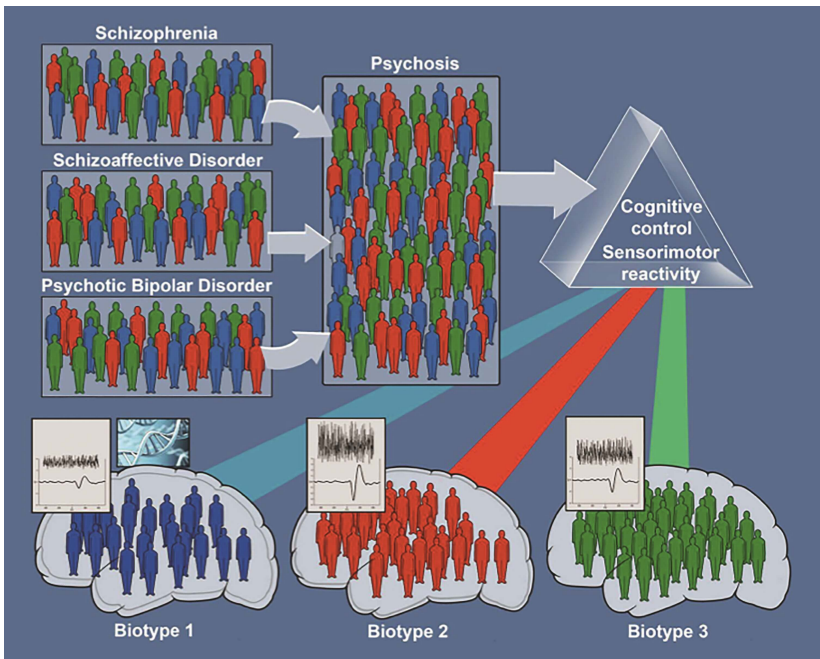 Schizophrenia
Psychosis
Schizoaffective Disorder
Cognitive
control
Sensorimotor
reactivity
Psychotic Bipolar Disorder
Biotype 1
Biotype 2
Biotype 3